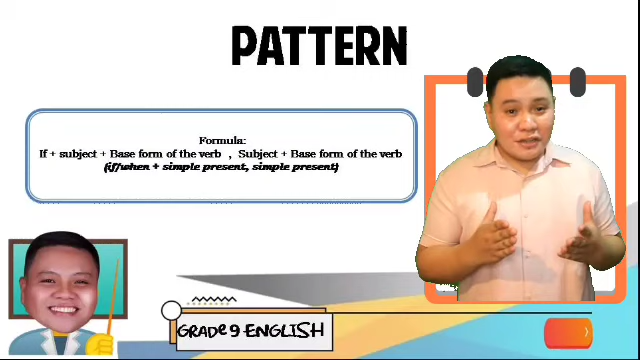 PATTERN
Formula:
If + subject + Base form of the verb , Subject + Base form of the verb
(if/when + simple present, simple present)
GRADe 9 ENGLISH